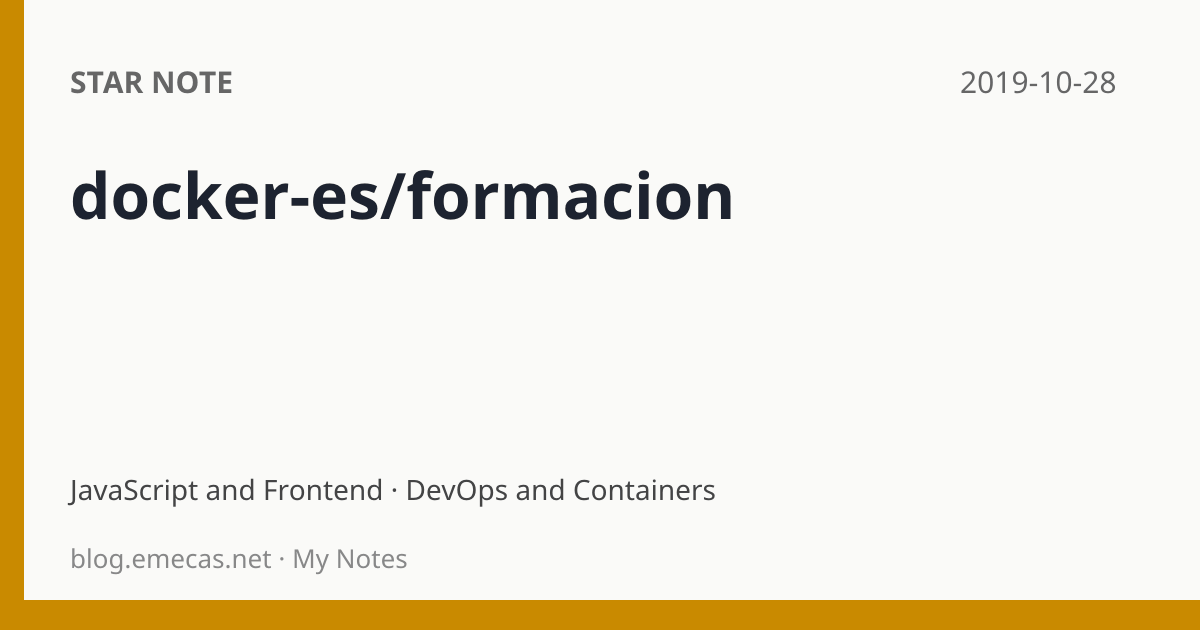 STAR NOTE
2019-10-28
docker-es/formacion
JavaScript and Frontend · DevOps and Containers
blog.emecas.net · My Notes